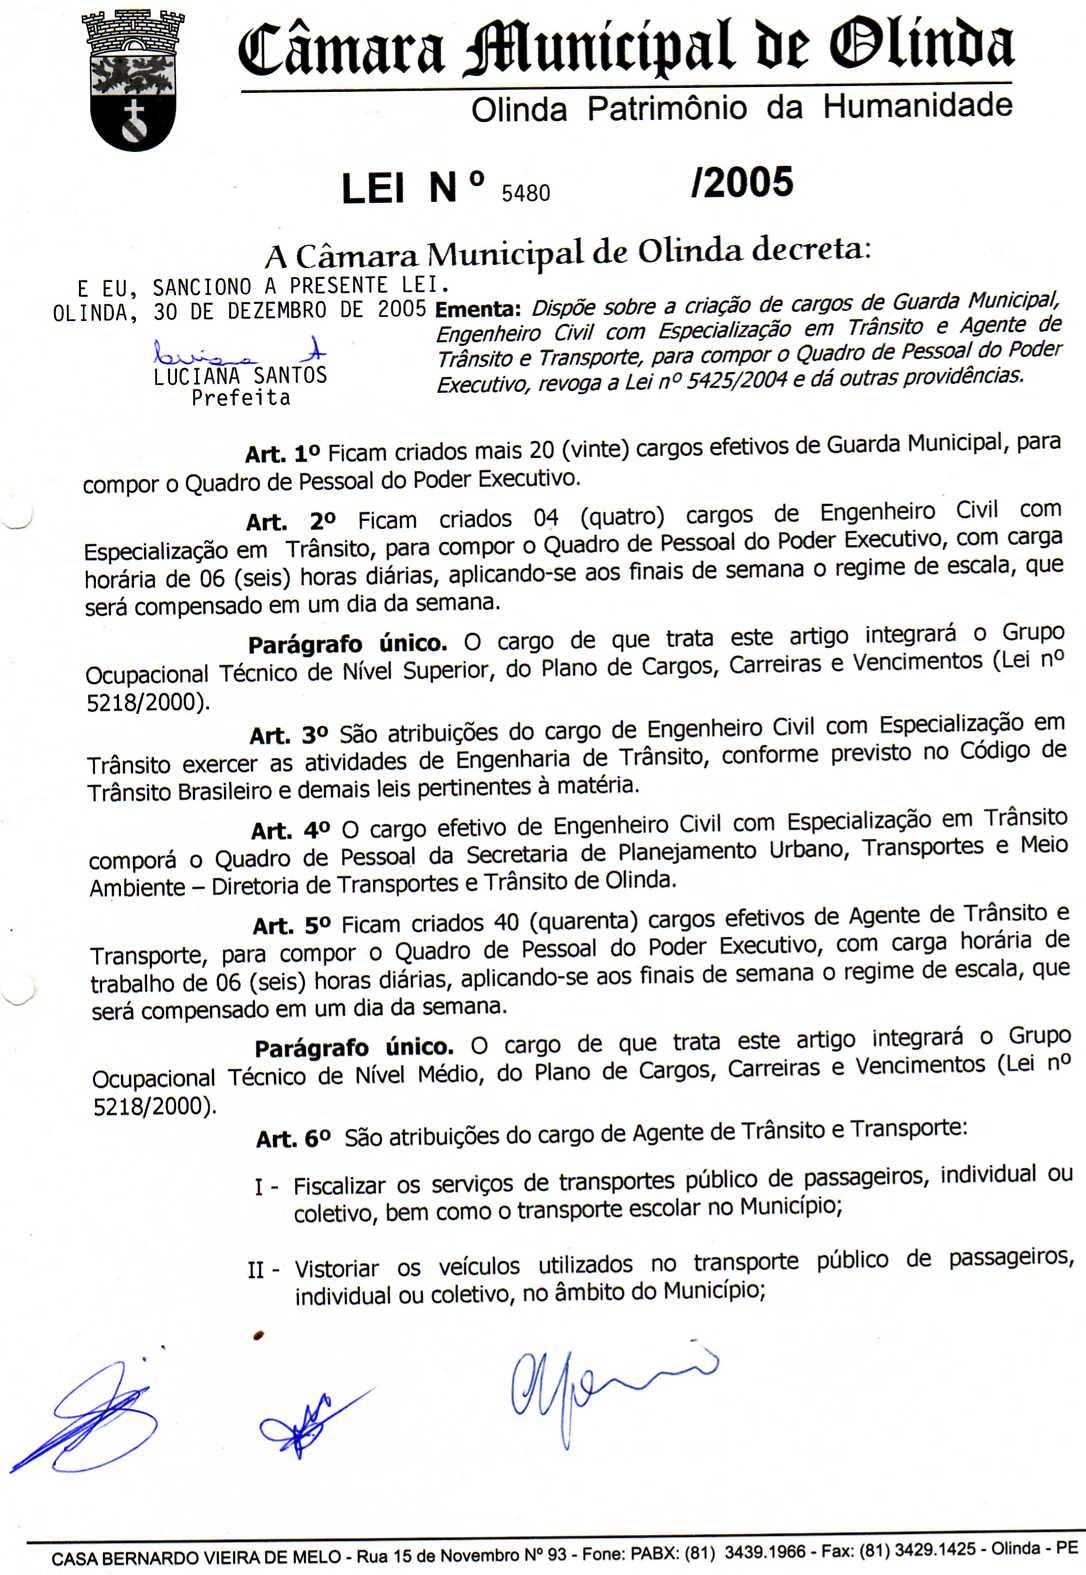 Câmara Municipal de Olinda
Olinda Patrimônio da Humanidade
LEI Nº 5480 /2005
A Câmara Municipal de Olinda decreta:
E EU, SANCIONO A PRESENTE LEI.
OLINDA, 30 DE DEZEMBRO DE 2005
LUCIANA SANTOS
Prefeita
Ementa: Dispõe sobre a criação de cargos de Guarda Municipal,
Engenheiro Civil com Especialização em Trânsito e Agente de
Trânsito e Transporte, para compor o Quadro de Pessoal do Poder
Executivo, revoga a Lei nº 5425/2004 e dá outras providências.
Art. 1º Ficam criados mais 20 (vinte) cargos efetivos de Guarda Municipal, para
compor o Quadro de Pessoal do Poder Executivo.
Art. 2º Ficam criados 04 (quatro) cargos de Engenheiro Civil com
Especialização em Trânsito, para compor o Quadro de Pessoal do Poder Executivo, com carga
horária de 06 (seis) horas diárias, aplicando-se aos finais de semana o regime de escala, que
será compensado em um dia da semana.
Parágrafo único. O cargo de que trata este artigo integrará o Grupo
Ocupacional Técnico de Nível Superior, do Plano de Cargos, Carreiras e Vencimentos (Lei nº
5218/2000).
Art. 3º São atribuições do cargo de Engenheiro Civil com Especialização em
Trânsito exercer as atividades de Engenharia de Trânsito, conforme previsto no Código de
Trânsito Brasileiro e demais leis pertinentes à matéria.
Art. 4º O cargo efetivo de Engenheiro Civil com Especialização em Trânsito
comporá o Quadro de Pessoal da Secretaria de Planejamento Urbano, Transportes e Meio
Ambiente – Diretoria de Transportes e Trânsito de Olinda.
Art. 5º Ficam criados 40 (quarenta) cargos efetivos de Agente de Trânsito e
Transporte, para compor o Quadro de Pessoal do Poder Executivo, com carga horária de
trabalho de 06 (seis) horas diárias, aplicando-se aos finais de semana o regime de escala, que
será compensado em um dia da semana.
Parágrafo único. O cargo de que trata este artigo integrará o Grupo
Ocupacional Técnico de Nível Médio, do Plano de Cargos, Carreiras e Vencimentos (Lei nº
5218/2000).
Art. 6º São atribuições do cargo de Agente de Trânsito e Transporte:
I - Fiscalizar os serviços de transportes público de passageiros, individual ou
coletivo, bem como o transporte escolar no Município;
II - Vistoriar os veículos utilizados no transporte público de passageiros,
individual ou coletivo, no âmbito do Município;
CASA BERNARDO VIEIRA DE MELO - Rua 15 de Novembro Nº 93 - Fone: PABX: (81) 3439.1966 - Fax: (81) 3429.1425 - Olinda - PE